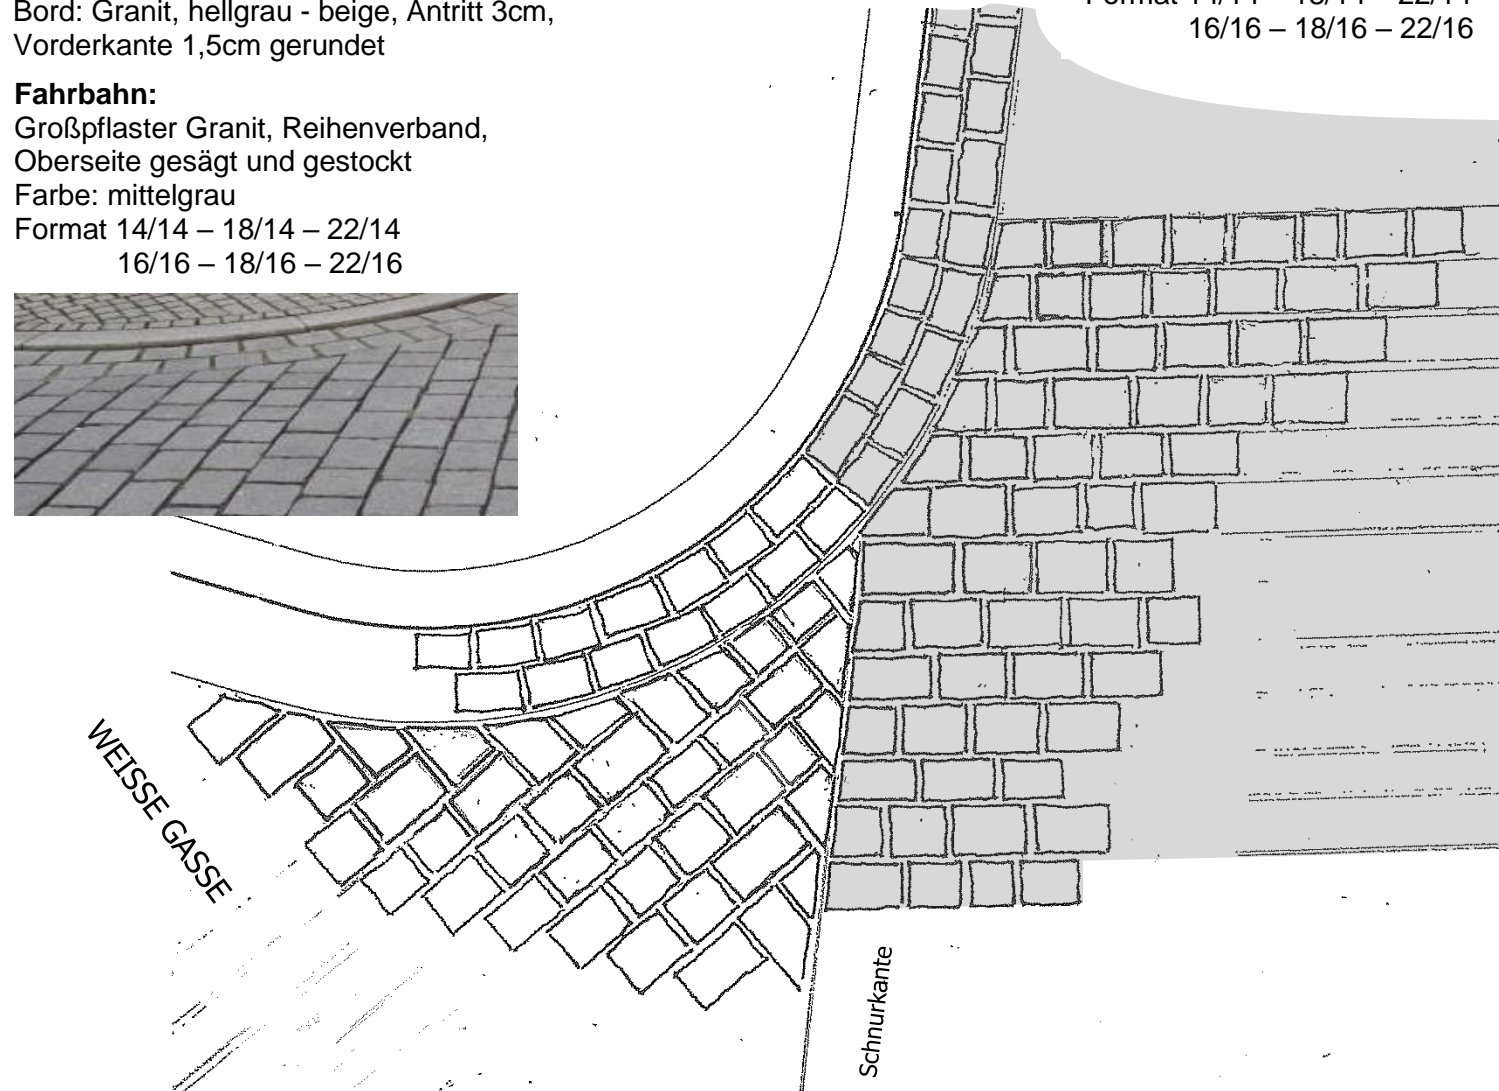 Bord: Granit, hellgrau - beige, Antritt 3cm,
Vorderkante 1,5cm gerundet
Fahrbahn:
Großpflaster Granit, Reihenverband,
Oberseite gesägt und gestockt
Farbe: mittelgrau
Format 14/14 – 18/14 – 22/14
16/16 – 18/16 – 22/16
16/16 – 18/16 – 22/16
WEISSE GASSE
Schnurkante